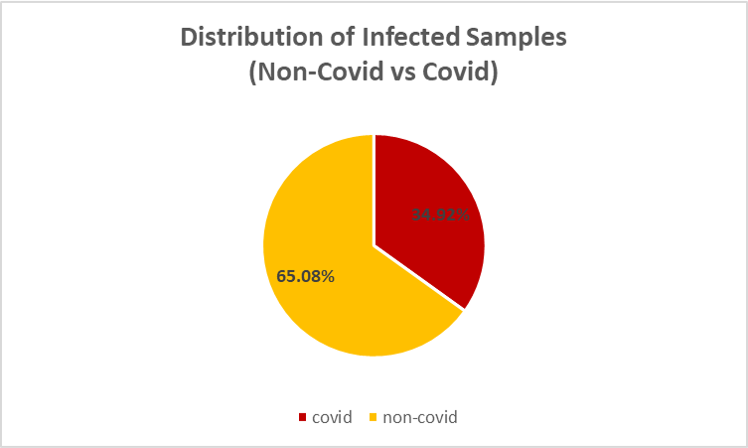 Distribution of Infected Samples
(Non-Covid vs Covid)
34.92%
65.08%
covid
non-covid